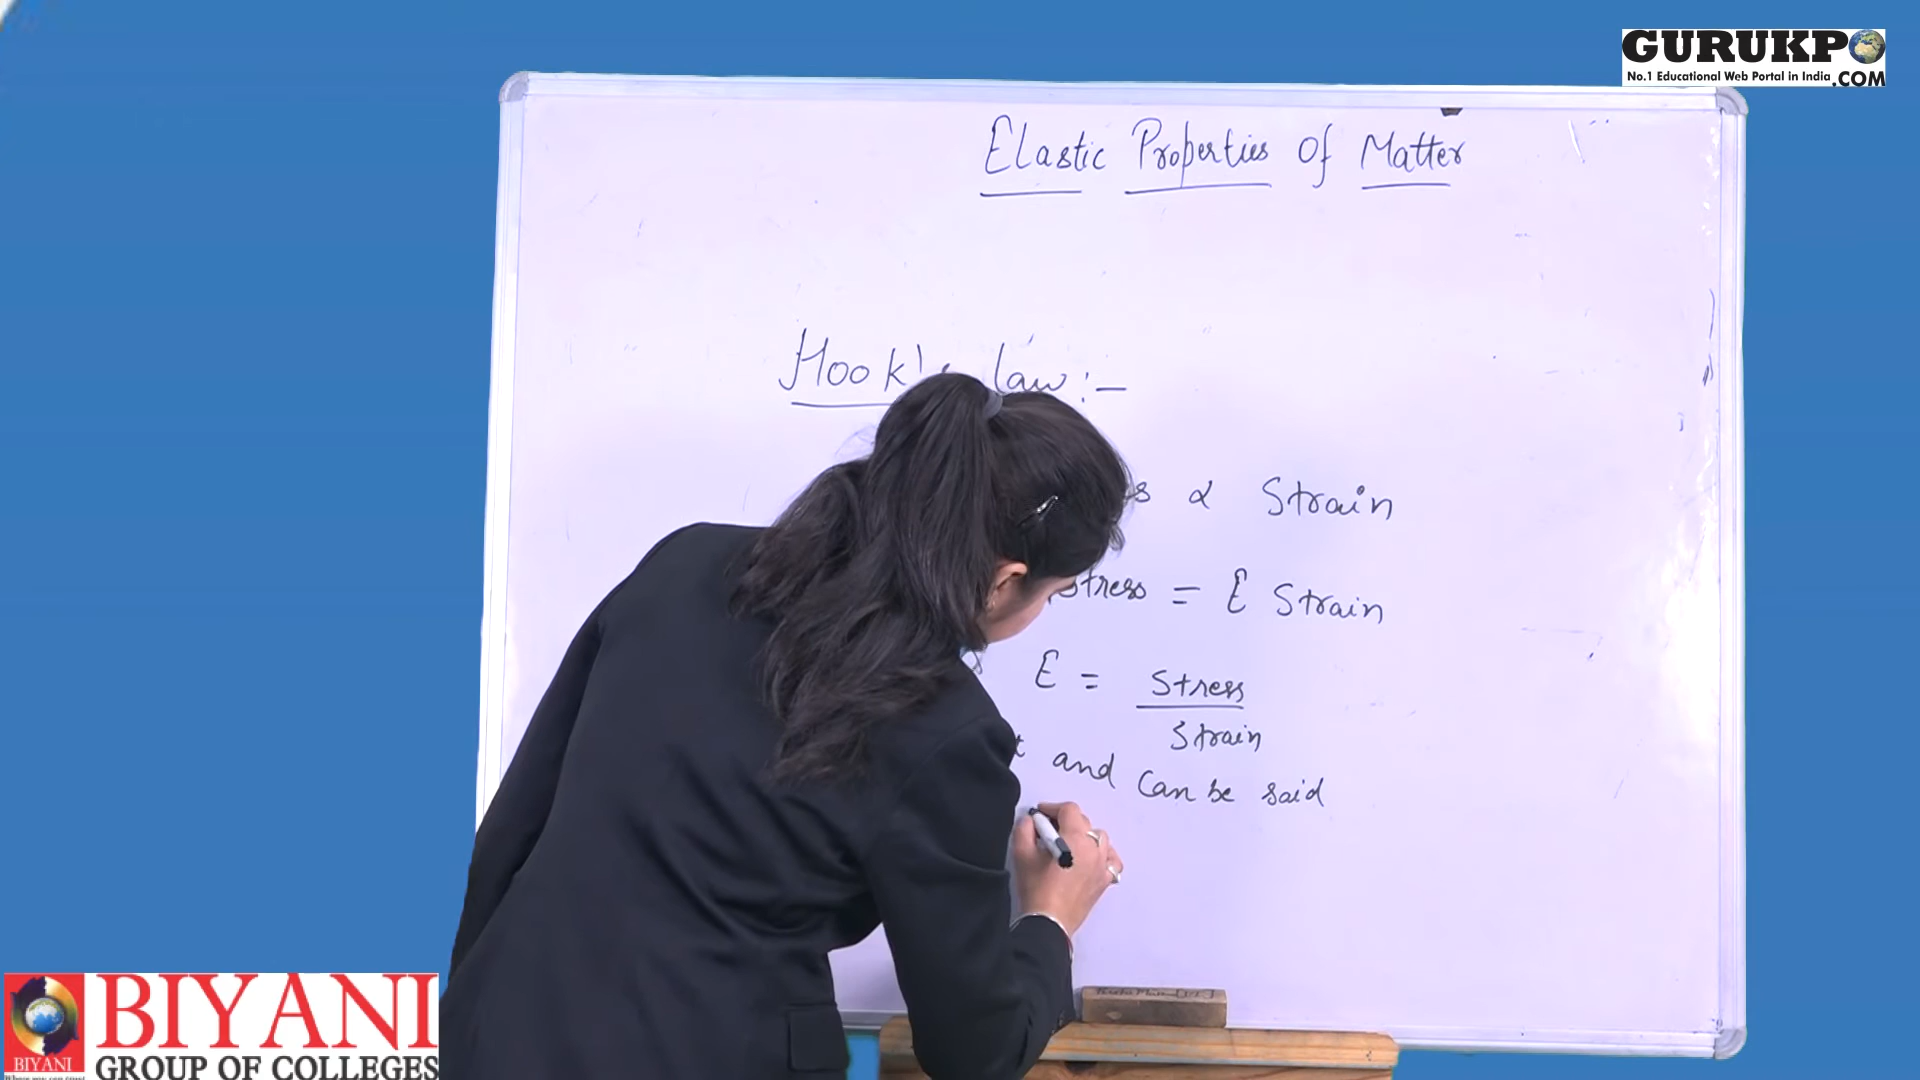 GURUKPO
No.1 Educational Web Portal in India .COM
Elastic Properties Of Matter
Hook's law :-
∝ Strain
Stress = E Strain
E = Stress
Strain
and Can be said
BIYANI
GROUP OF COLLEGES
BIYANI